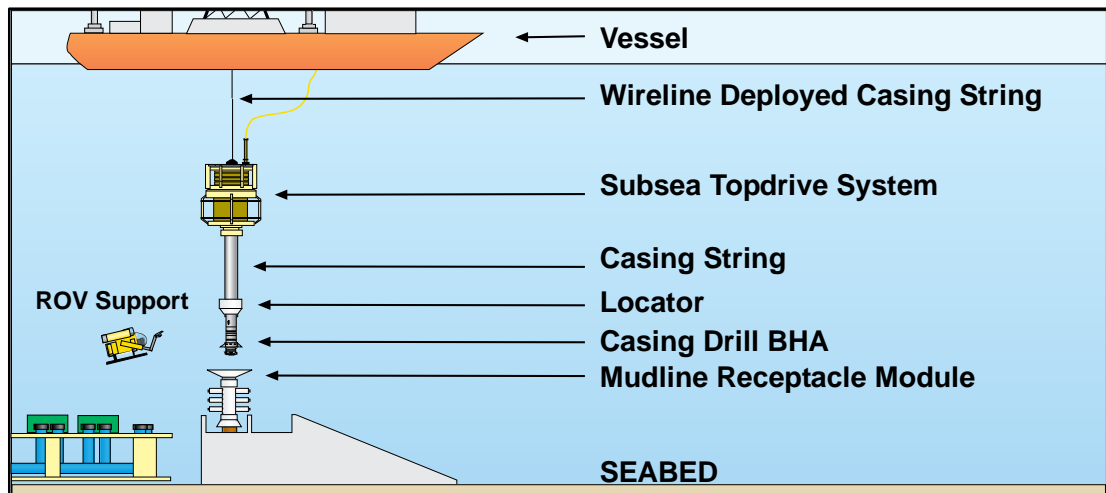 Vessel
Wireline Deployed Casing String
Subsea Topdrive System
Casing String
ROV Support
Locator
Casing Drill BHA
Mudline Receptacle Module
SEABED